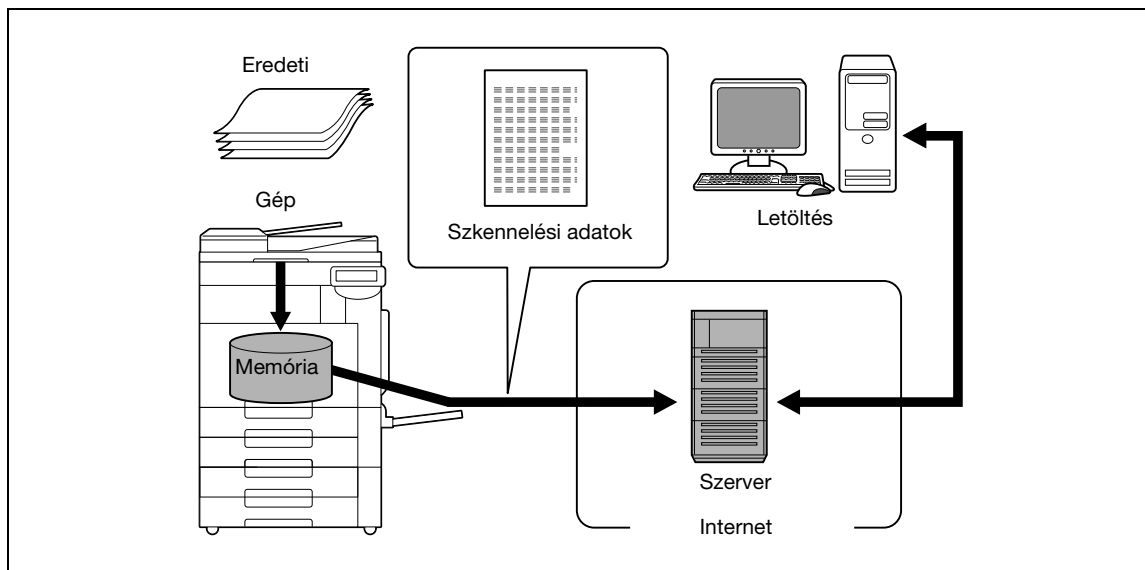 Eredeti
Gép
Memória
Szkennelési adatok
Letöltés
Szerver
Internet